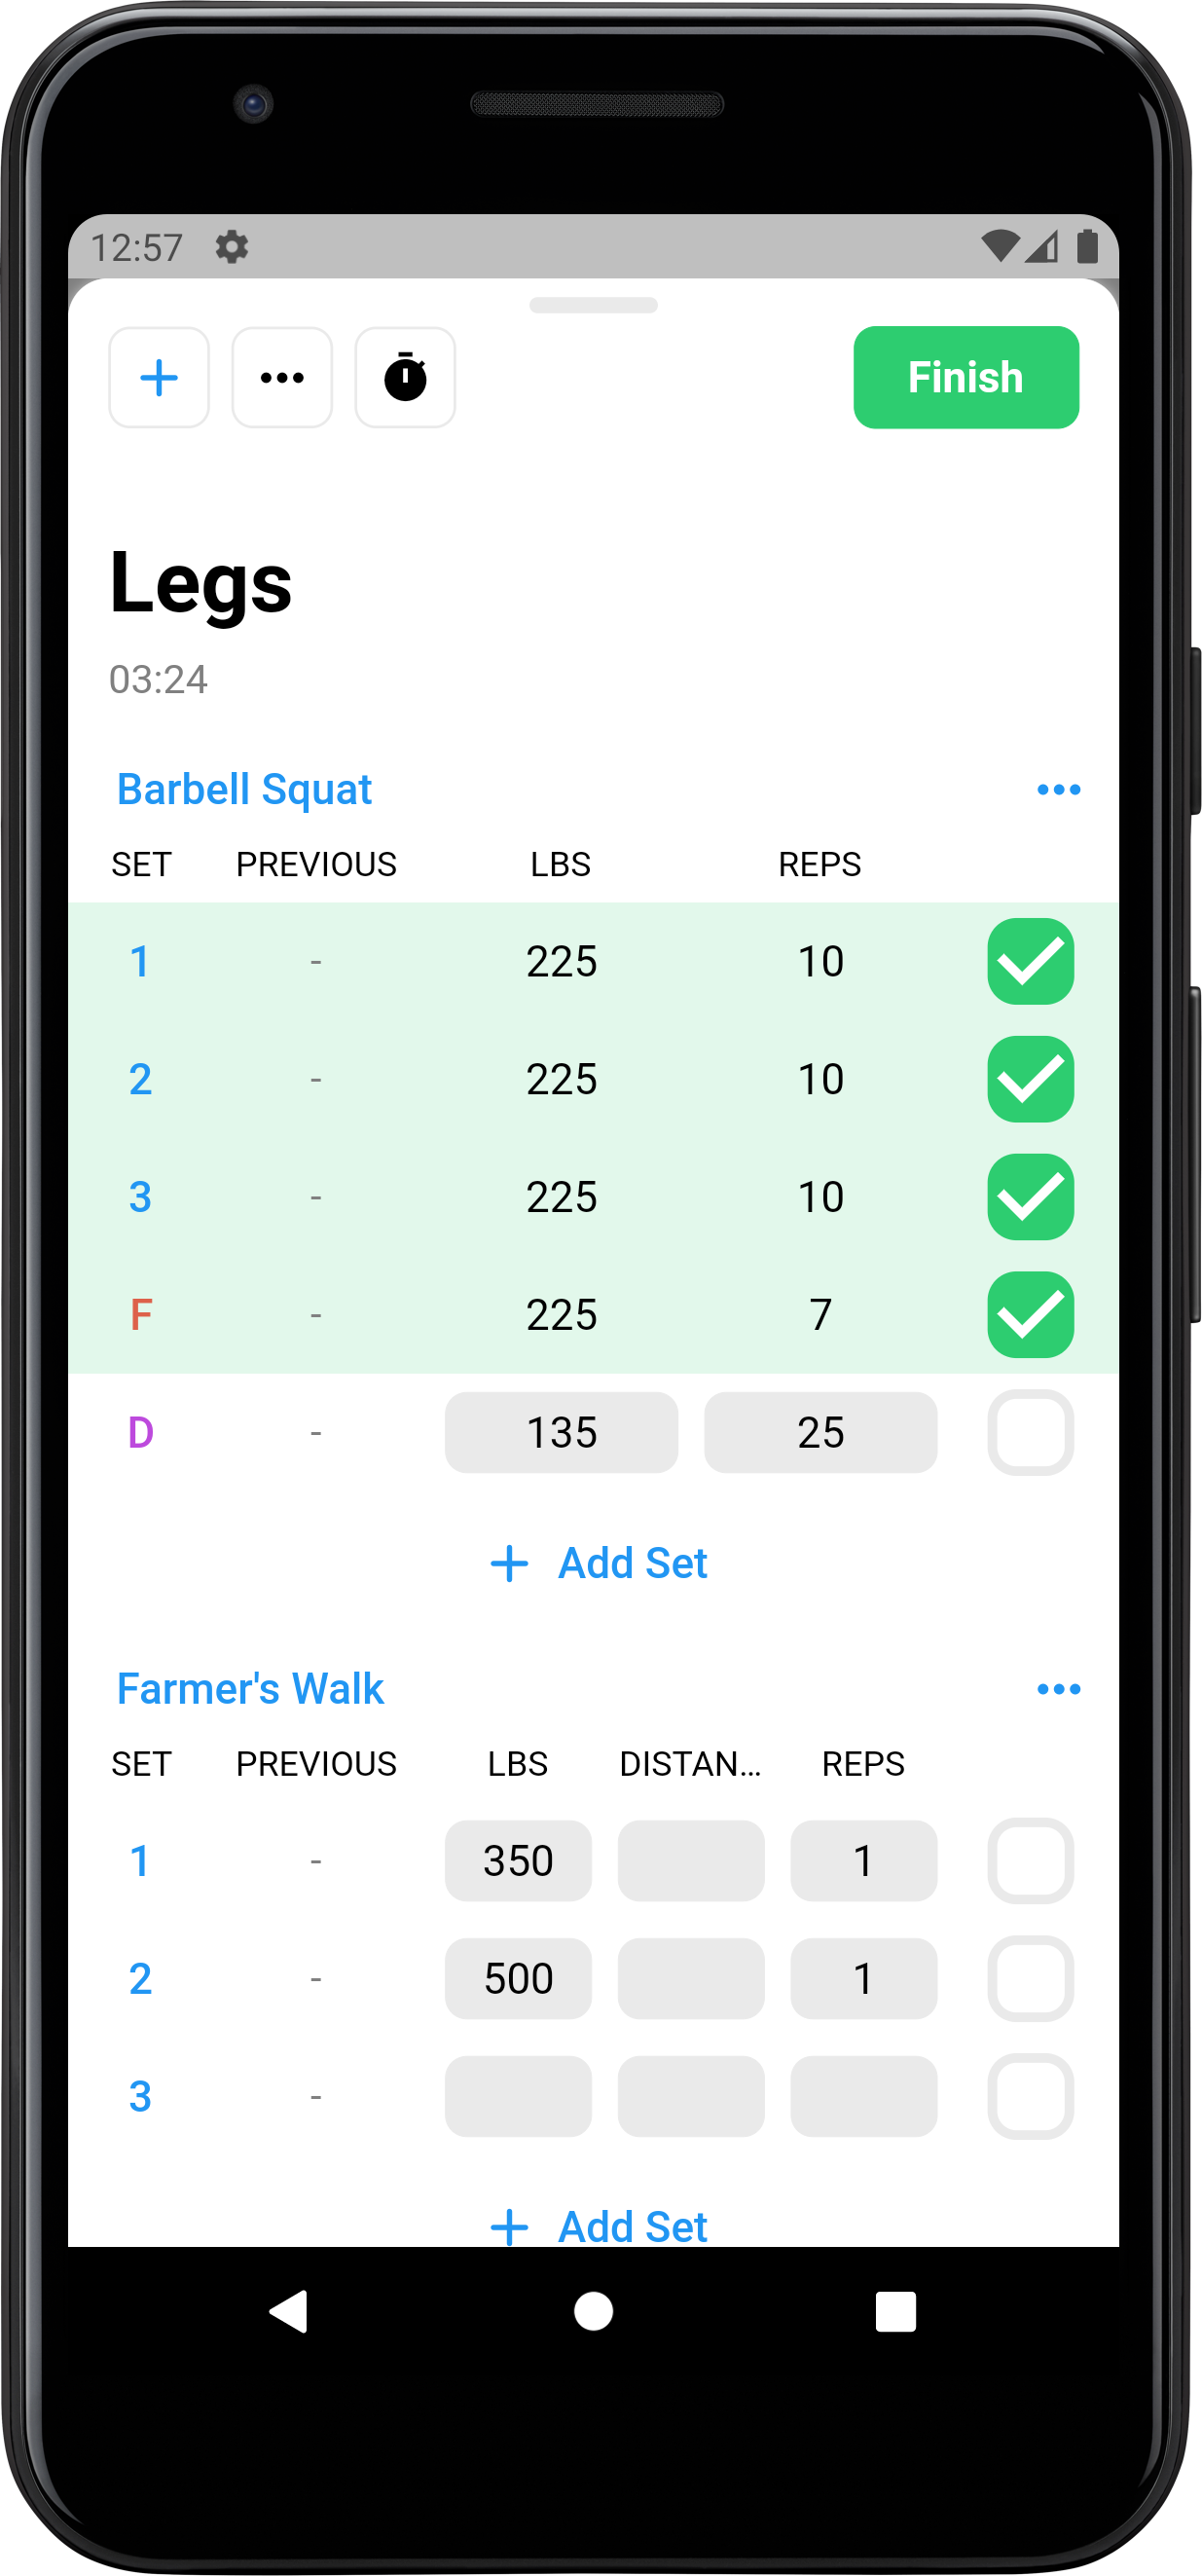 12:57
Finish
Legs
03:24
Barbell Squat
SET PREVIOUS LBS REPS
1 - 225 10
2 - 225 10
3 - 225 10
F - 225 7
D - 135 25
+ Add Set
Farmer's Walk
SET PREVIOUS LBS DISTAN... REPS
1 - 350 1
2 - 500 1
3 -
+ Add Set